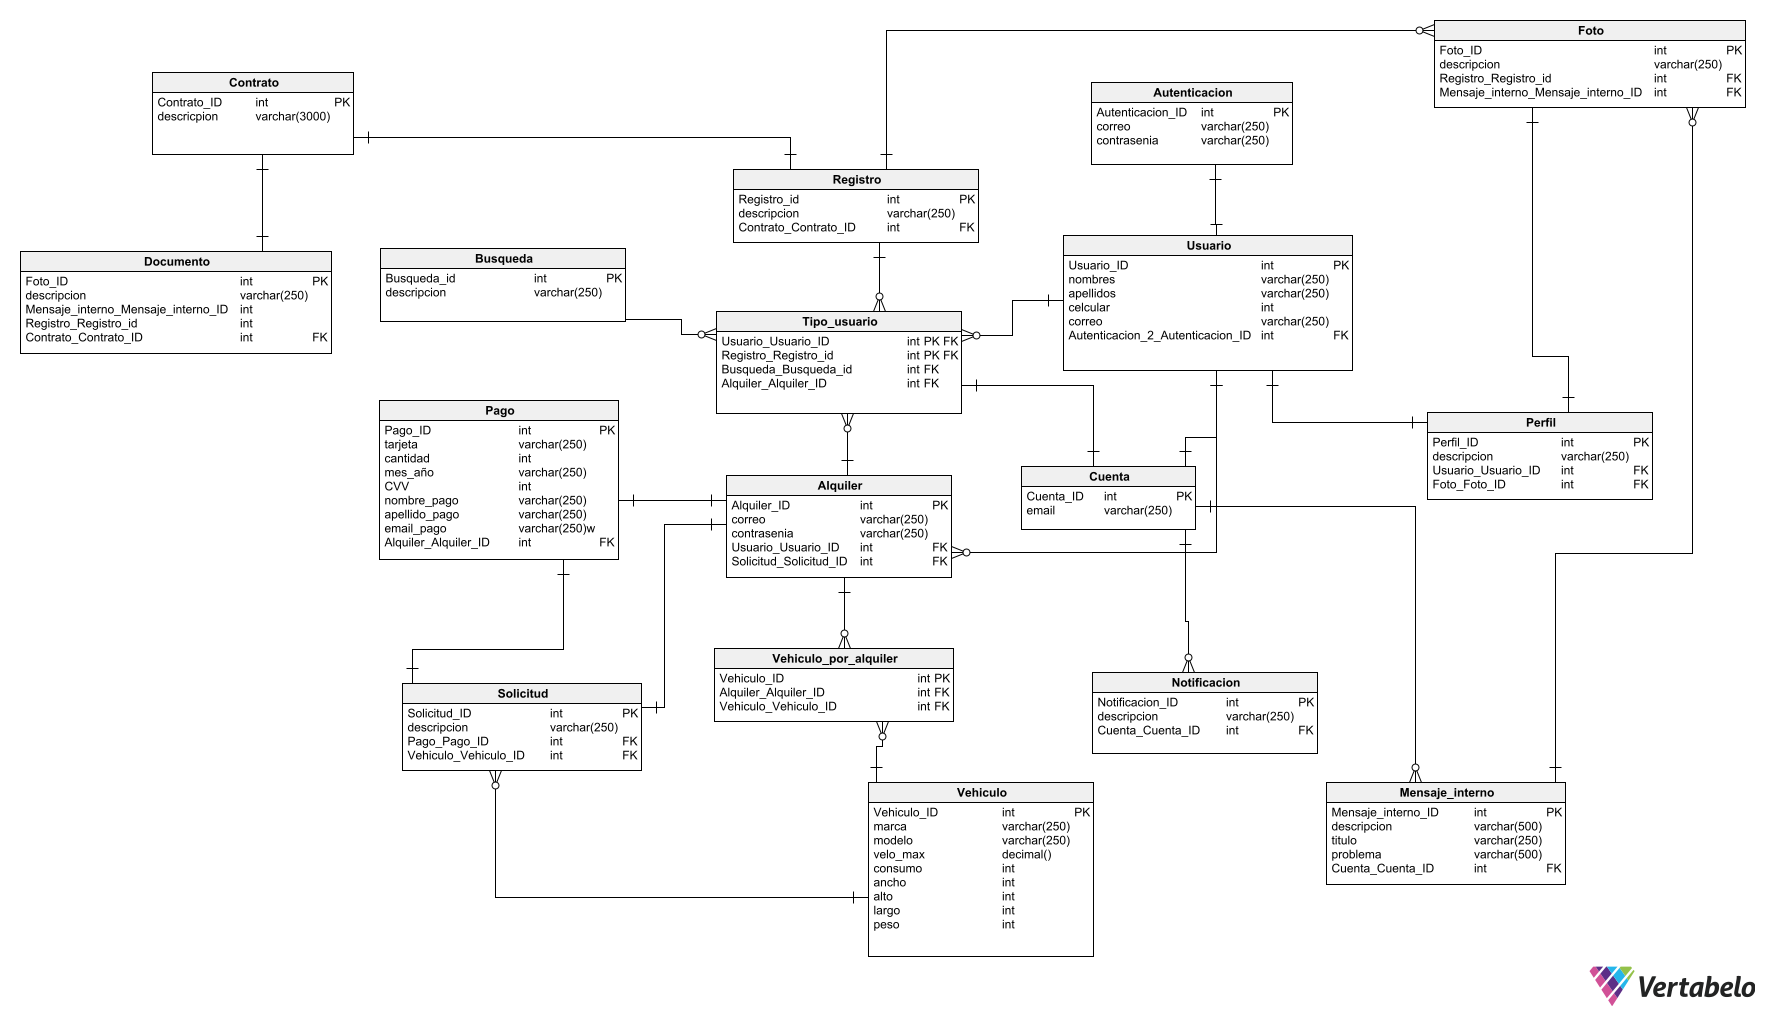 Foto
Foto_ID int PK
descripcion varchar(250)
Registro_Registro_id int FK
Mensaje_interno_Mensaje_interno_ID int FK
Contrato
Contrato_ID int PK
descricpion varchar(3000)
Autenticacion
Autenticacion_ID int PK
correo varchar(250)
contrasenia varchar(250)
Registro
Registro_id int PK
descripcion varchar(250)
Contrato_Contrato_ID int FK
Usuario
Usuario_ID int PK
nombres varchar(250)
apellidos varchar(250)
celcular int
correo varchar(250)
Autenticacion_2_Autenticacion_ID int FK
Documento
Foto_ID int PK
descripcion varchar(250)
Mensaje_interno_Mensaje_interno_ID int
Registro_Registro_id int
Contrato_Contrato_ID int FK
Busqueda
Busqueda_id int PK
descripcion varchar(250)
Tipo_usuario
Usuario_Usuario_ID int PK FK
Registro_Registro_id int PK FK
Busqueda_Busqueda_id int FK
Alquiler_Alquiler_ID int FK
Pago
Pago_ID int PK
tarjeta varchar(250)
cantidad int
mes_año varchar(250)
CVV int
nombre_pago varchar(250)
apellido_pago varchar(250)
email_pago varchar(250)w
Alquiler_Alquiler_ID int FK
Perfil
Perfil_ID int PK
descripcion varchar(250)
Usuario_Usuario_ID int FK
Foto_Foto_ID int FK
Cuenta
Cuenta_ID int PK
email varchar(250)
Alquiler
Alquiler_ID int PK
correo varchar(250)
contrasenia varchar(250)
Usuario_Usuario_ID int FK
Solicitud_Solicitud_ID int FK
Vehiculo_por_alquiler
Vehiculo_ID int PK
Alquiler_Alquiler_ID int FK
Vehiculo_Vehiculo_ID int FK
Notificacion
Notificacion_ID int PK
descripcion varchar(250)
Cuenta_Cuenta_ID int FK
Solicitud
Solicitud_ID int PK
descripcion varchar(250)
Pago_Pago_ID int FK
Vehiculo_Vehiculo_ID int FK
Vehiculo
Vehiculo_ID int PK
marca varchar(250)
modelo varchar(250)
velo_max decimal()
consumo int
ancho int
alto int
largo int
peso int
Mensaje_interno
Mensaje_interno_ID int PK
descripcion varchar(500)
titulo varchar(250)
problema varchar(500)
Cuenta_Cuenta_ID int FK
Vertabelo